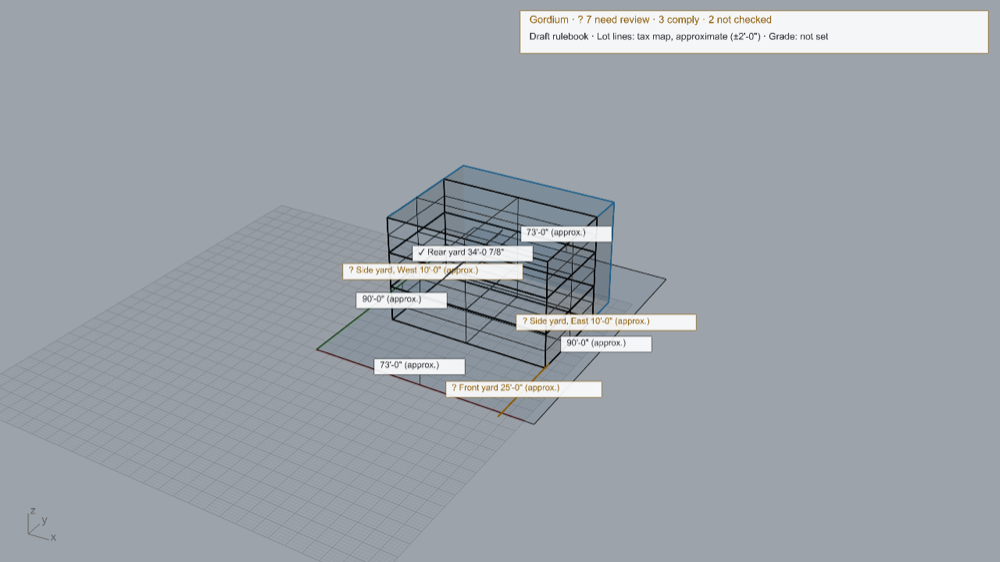 Gordium · ? 7 need review · 3 comply · 2 not checked
Draft rulebook · Lot lines: tax map, approximate (±2'-0") · Grade: not set
73'-0" (approx.)
✓ Rear yard 34'-0 7/8"
? Side yard, West 10'-0" (approx.)
90'-0" (approx.)
? Side yard, East 10'-0" (approx.)
90'-0" (approx.)
73'-0" (approx.)
? Front yard 25'-0" (approx.)
z
y
x